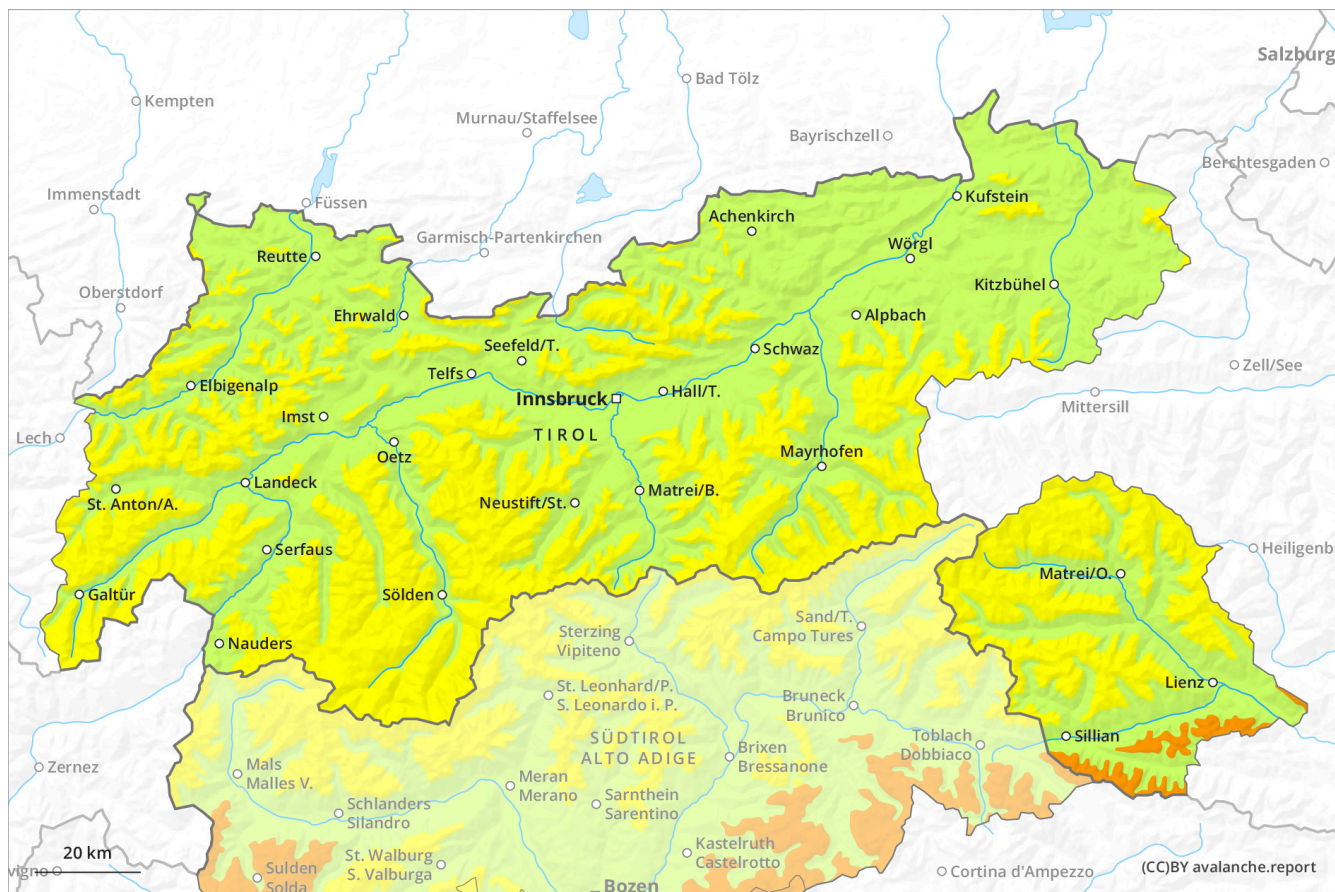 Salzburg
Bad Tölz
Kempten
Murnau/Staffelsee
Bayrischzell
Berchtesgaden
Immenstadt
Füssen
Kufstein
Achenkirch
Garmisch-Partenkirchen
Wörgl
Reutte
Kitzbühel
Oberstdorf
Ehrwald
Alpbach
Seefeld/T.
Schwaz
Zell/See
Telfs
Elbigenalp
Hall/T.
Innsbruck
Mittersill
Imst
TIROL
Lech
Mayrhofen
Oetz
Landeck
Matrei/B.
St. Anton/A.
Neustift/St.
Serfaus
Heiligenb
Matrei/O.
Galtür
Sölden
Sand/T.
Campo Tures
Sterzing
Vipiteno
Nauders
Lienz
St. Leonhard/P.
S. Leonardo i. P.
Bruneck
Brunico
Sillian
SÜDTIROL
ALTO ADIGE
Toblach
Dobbiaco
Brixen
Bressanone
Zernez
Mals
Malles V.
Meran
Merano
Sarnthein
Sarentino
Schlanders
Silandro
Kastelruth
Castelrotto
20 km
St. Walburg
S. Valburga
vigno
Sulden
Solda
Cortina d'Ampezzo
(CC)BY avalanche.report
Bozen